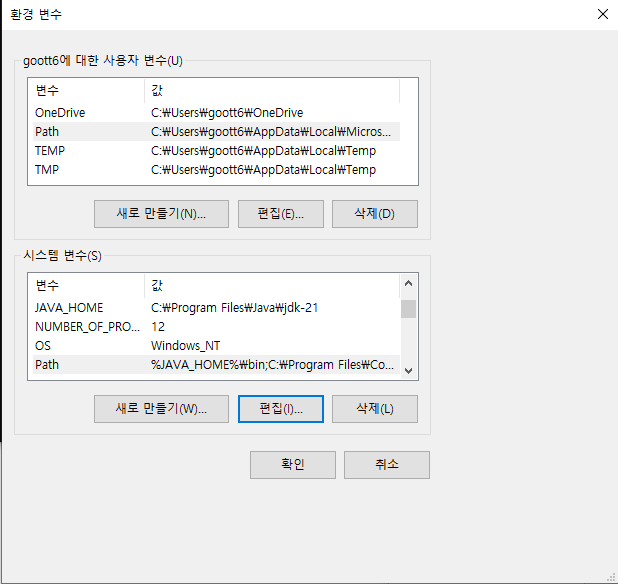 환경 변수
goott6에 대한 사용자 변수(U)
변수 값
OneDrive C:₩Users₩goott6₩OneDrive
Path C:₩Users₩goott6₩AppData₩Local₩Micros...
TEMP C:₩Users₩goott6₩AppData₩Local₩Temp
TMP C:₩Users₩goott6₩AppData₩Local₩Temp
새로 만들기(N)... 편집(E)... 삭제(D)
시스템 변수(S)
변수 값
JAVA_HOME C:₩Program Files₩Java₩jdk-21
NUMBER_OF_PRO... 12
OS Windows_NT
Path %JAVA_HOME%₩bin;C:₩Program Files₩Co...
새로 만들기(W)... 편집(I)... 삭제(L)
확인 취소